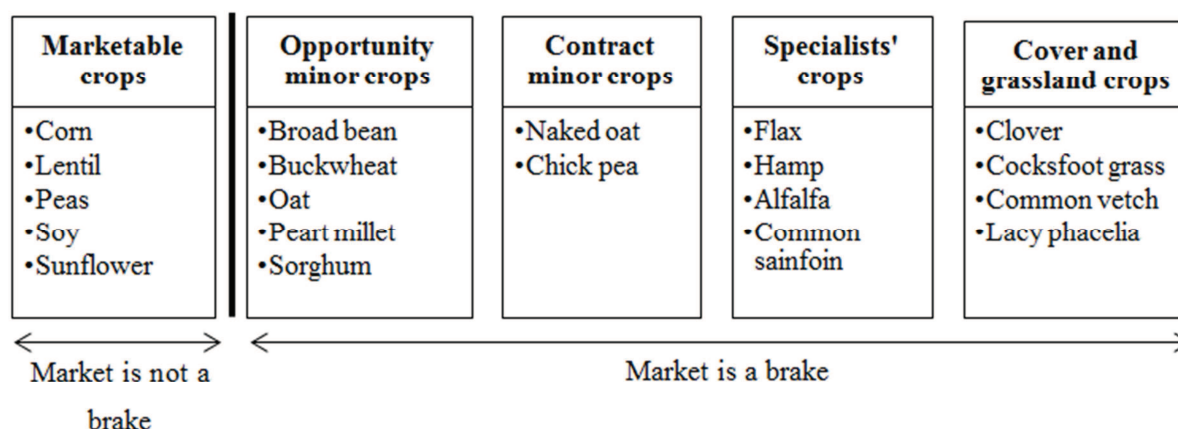 Marketable
crops
•Corn
•Lentil
•Peas
•Soy
•Sunflower
Opportunity
minor crops
•Broad bean
•Buckwheat
•Oat
•Peart millet
•Sorghum
Contract
minor crops
•Naked oat
•Chick pea
Specialists'
crops
•Flax
•Hamp
•Alfalfa
•Common
sainfoin
Cover and
grassland crops
•Clover
•Cocksfoot grass
•Common vetch
•Lacy phacelia
Market is not a
brake
Market is a brake